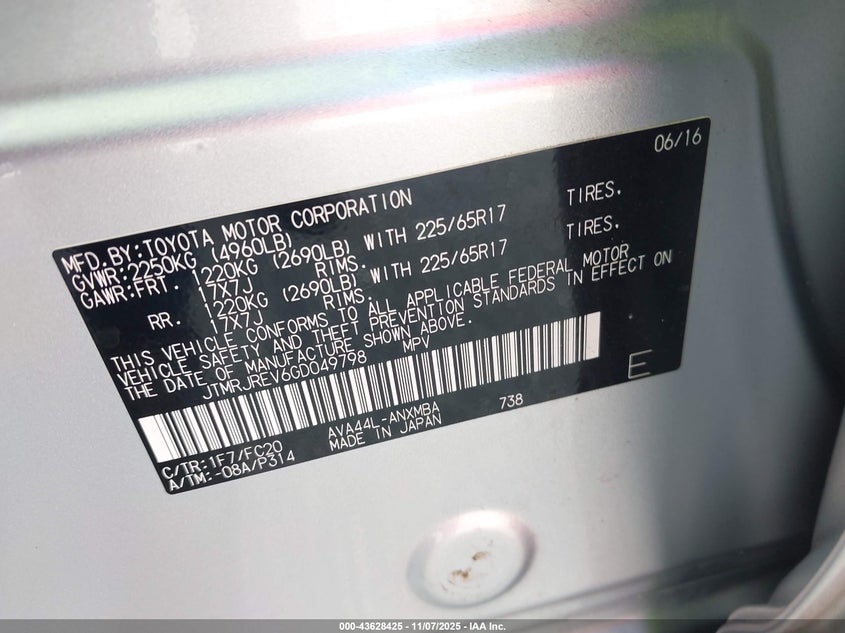 06/16
MFD.BY:TOYOTA MOTOR CORPORATION
GVWR:2250KG (4960LB)
GAWR:FRT. 1220KG (2690LB) WITH 225/65R17 TIRES.
17X7J RIMS.
RR. 1220KG (2690LB) WITH 225/65R17 TIRES.
17X7J RIMS.
THIS VEHICLE CONFORMS TO ALL APPLICABLE FEDERAL MOTOR
VEHICLE SAFETY AND THEFT PREVENTION STANDARDS IN EFFECT ON
THE DATE OF MANUFACTURE SHOWN ABOVE.
JTMRJREV6GD049798 MPV
E
AVA44L-ANXMBA 738
C/TR:1F7/FC20 MADE IN JAPAN
A/TM:-08A/P314
000-43628425 - 11/07/2025 - IAA Inc.